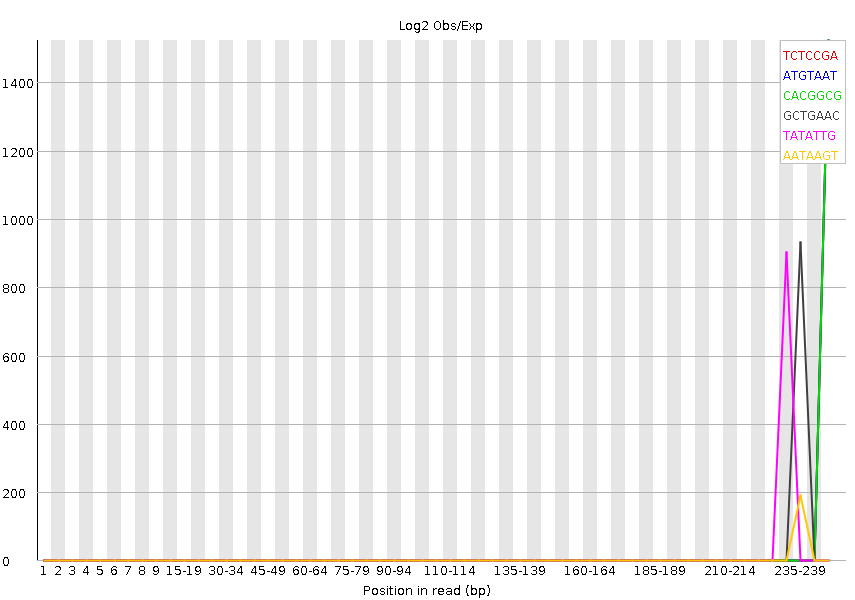 Log2 Obs/Exp
TCTCCGA
ATGTAAT
CACGGCG
GCTGAAC
TATATTG
AATAAGT
1400
1200
1000
800
600
400
200
0
1 2 3 4 5 6 7 8 9 15-19 30-34 45-49 60-64 75-79 90-94 110-114 135-139 160-164 185-189 210-214 235-239
Position in read (bp)